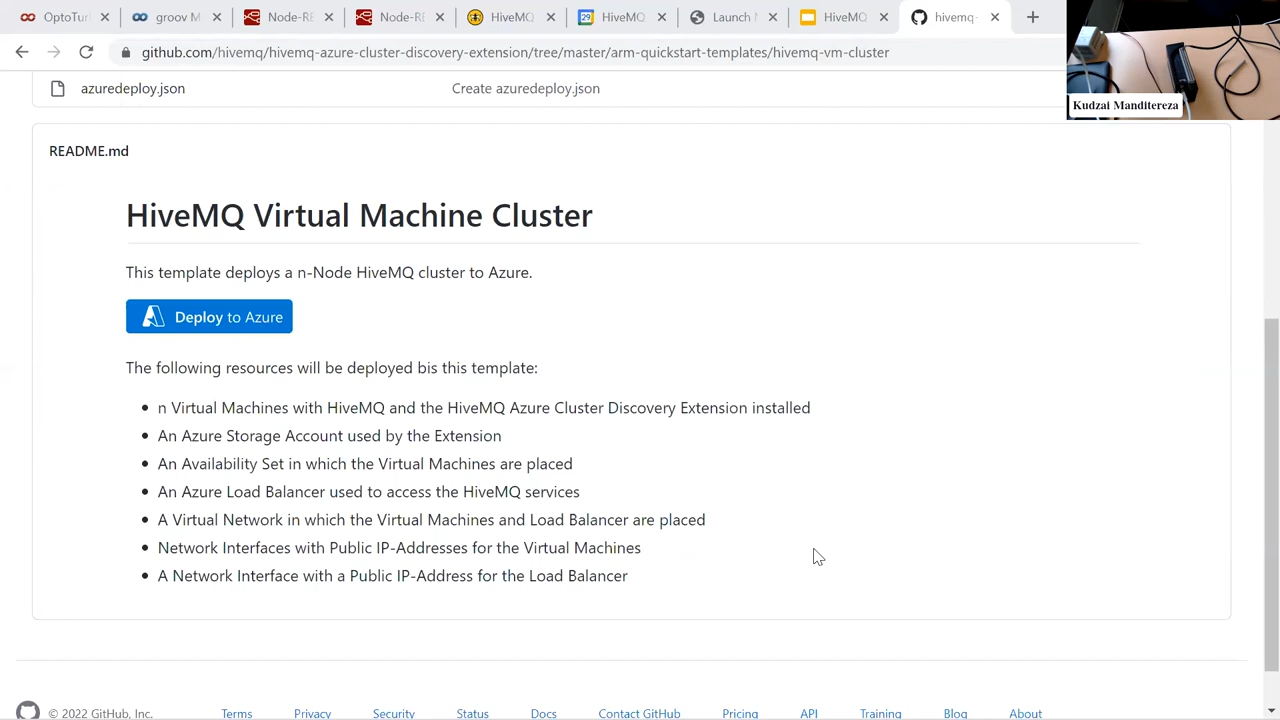 OptoTu
groov M
Node-RE
Node-RE
HiveMQ
HiveMQ
Launch
HiveMQ
hivemq-
github.com/hivemq/hivemq-azure-cluster-discovery-extension/tree/master/arm-quickstart-templates/hivemq-vm-cluster
Kudzai Manditereza
azuredeploy.json Create azuredeploy.json
README.md
HiveMQ Virtual Machine Cluster
This template deploys a n-Node HiveMQ cluster to Azure.
Deploy to Azure
The following resources will be deployed bis this template:
n Virtual Machines with HiveMQ and the HiveMQ Azure Cluster Discovery Extension installed
An Azure Storage Account used by the Extension
An Availability Set in which the Virtual Machines are placed
An Azure Load Balancer used to access the HiveMQ services
A Virtual Network in which the Virtual Machines and Load Balancer are placed
Network Interfaces with Public IP-Addresses for the Virtual Machines
A Network Interface with a Public IP-Address for the Load Balancer
© 2022 GitHub, Inc. Terms Privacy Security Status Docs Contact GitHub Pricing API Training Blog About